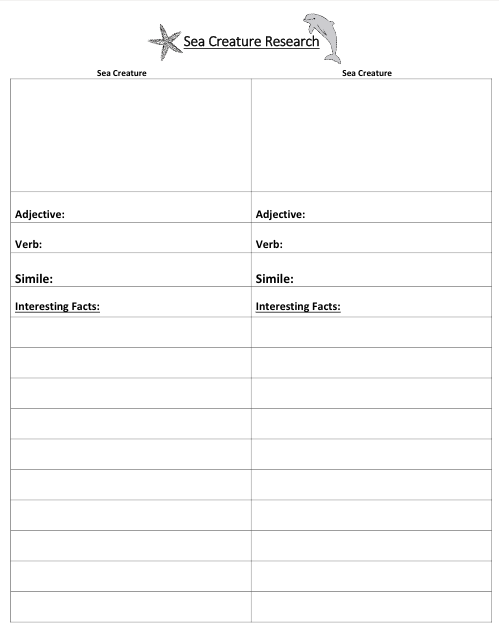 Sea Creature Research
Sea Creature Sea Creature
Adjective: Adjective:
Verb: Verb:
Simile: Simile:
Interesting Facts: Interesting Facts: